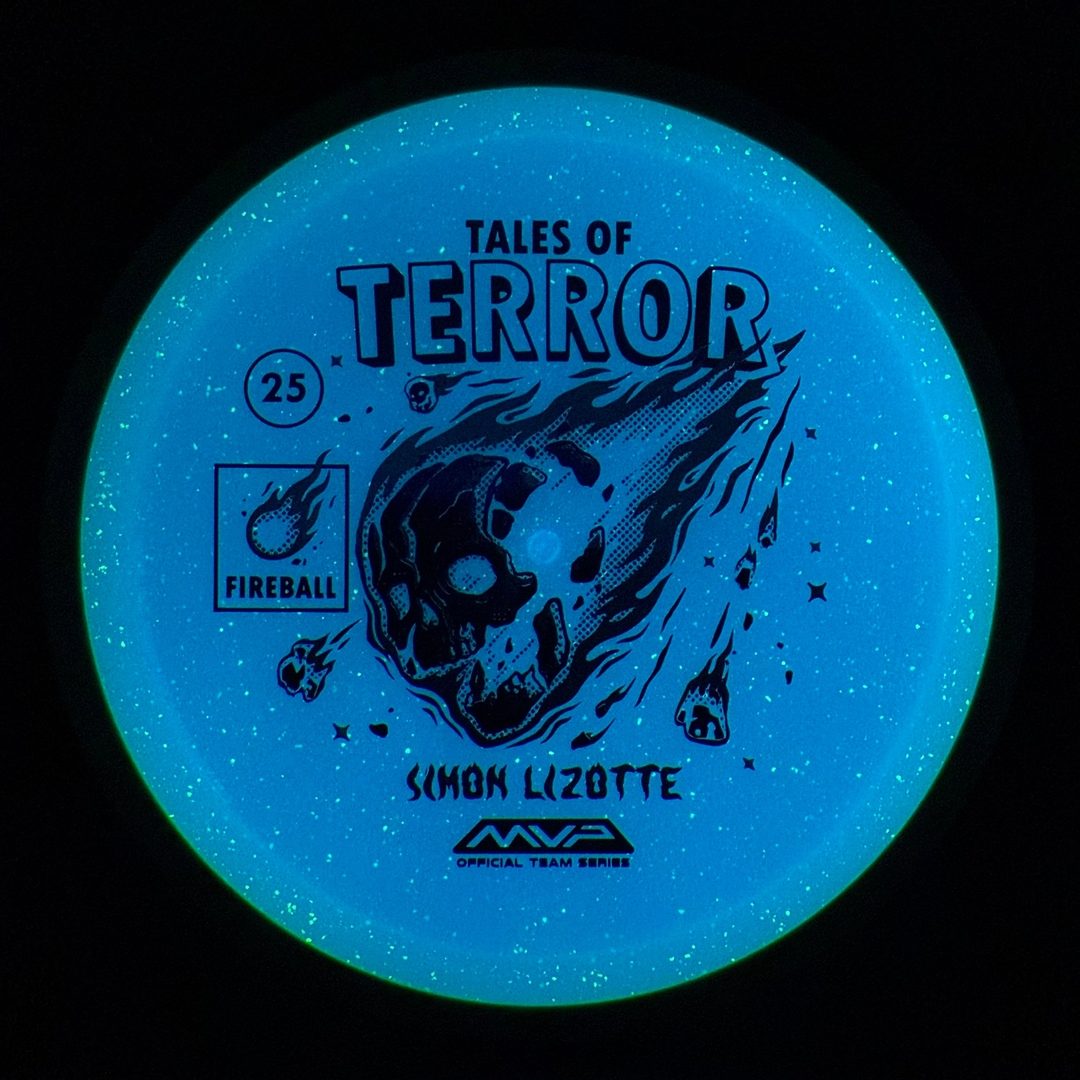 TALES OF
TERROR
25
FIREBALL
SIMON LIZOTTE
MVP
OFFICIAL TEAM SERIES